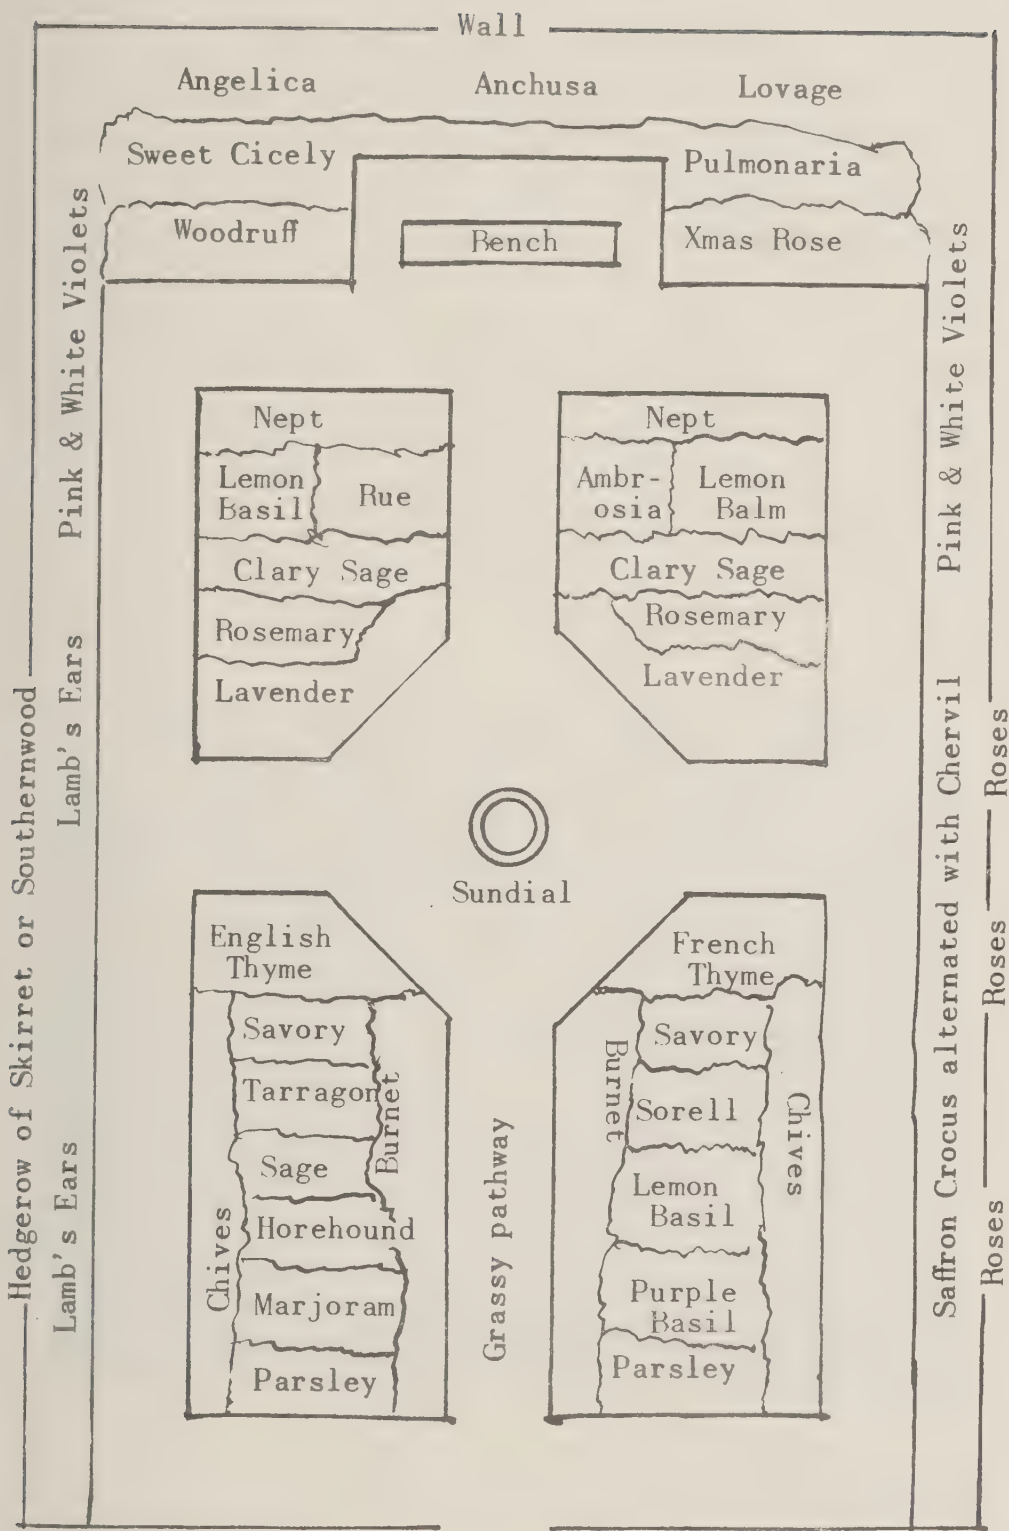 Wall
Angelica
Anchusa
Lovage
Sweet Cicely
Pulmonaria
Woodruff
Bench
Xmas Rose
Pink & White Violets
Pink & White Violets
Nept
Lemon
Basil
Rue
Clary Sage
Rosemary
Lavender
Nept
Ambr-
osia
Lemon
Balm
Clary Sage
Rosemary
Lavender
Lamb's Ears
Hedgerow of Skirret or Southernwood
Lamb's Ears
Saffron Crocus alternated with Chervil
Roses
Roses
Roses
Sundial
English
Thyme
Savory
Tarragon
Sage
Horehound
Marjoram
Parsley
Chives
Burnet
Grassy pathway
French
Thyme
Burnet
Savory
Sorell
Lemon
Basil
Purple
Basil
Parsley
Chives